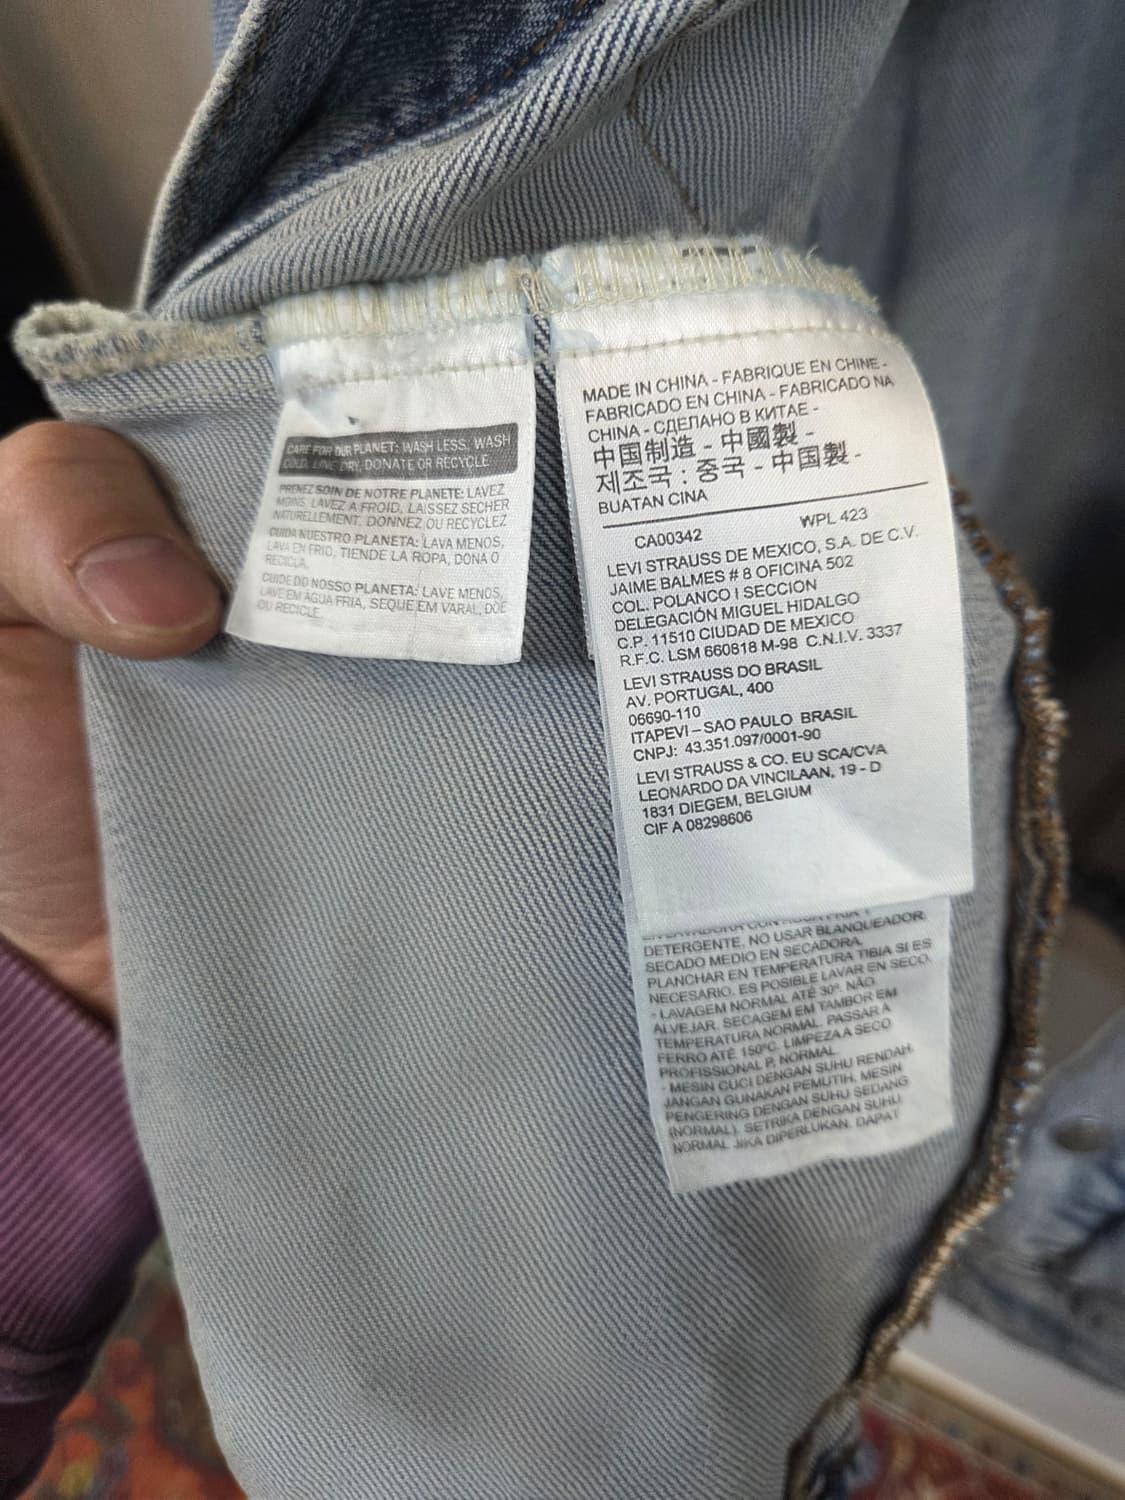 CARE FOR OUR PLANET: WASH LESS, WASH
COLD, LINE DRY, DONATE OR RECYCLE.
PRENEZ SOIN DE NOTRE PLANETE: LAVEZ
MOINS, LAVEZ A FROID, LAISSEZ SECHER
NATURELLEMENT, DONNEZ OU RECYCLEZ
CUIDA NUESTRO PLANETA: LAVA MENOS,
LAVA EN FRIO, TIENDE LA ROPA, DONA O
RECICLA.
CUIDE DO NOSSO PLANETA: LAVE MENOS,
LAVE EM AGUA FRIA, SEQUE EM VARAL, DOE
OU RECICLE.
MADE IN CHINA - FABRIQUE EN CHINE -
FABRICADO EN CHINA - FABRICADO NA
CHINA - СДЕЛАНО В КИТАЕ -
中国制造 - 中國製 -
제조국 : 중국 - 中国製 -
BUATAN CINA
CA00342 WPL 423
LEVI STRAUSS DE MEXICO, S.A. DE C.V.
JAIME BALMES # 8 OFICINA 502
COL. POLANCO I SECCION
DELEGACIÓN MIGUEL HIDALGO
C.P. 11510 CIUDAD DE MEXICO
R.F.C. LSM 660818 M-98 C.N.I.V. 3337
LEVI STRAUSS DO BRASIL
AV. PORTUGAL, 400
06690-110
ITAPEVI – SAO PAULO BRASIL
CNPJ: 43.351.097/0001-90
LEVI STRAUSS & CO. EU SCA/CVA
LEONARDO DA VINCILAAN, 19 - D
1831 DIEGEM, BELGIUM
CIF A 08298606
DETERGENTE, NO USAR BLANQUEADOR.
SECADO MEDIO EN SECADORA.
PLANCHAR EN TEMPERATURA TIBIA SI ES
NECESARIO. ES POSIBLE LAVAR EN SECO.
- LAVAGEM NORMAL ATÉ 30º. NÃO
ALVEJAR. SECAGEM EM TAMBOR EM
TEMPERATURA NORMAL. PASSAR A
FERRO ATÉ 150ºC. LIMPEZA A SECO
PROFISSIONAL P, NORMAL.
- MESIN CUCI DENGAN SUHU RENDAH.
JANGAN GUNAKAN PEMUTIH. MESIN
PENGERING DENGAN SUHU SEDANG
(NORMAL). SETRIKA DENGAN SUHU
NORMAL JIKA DIPERLUKAN. DAPAT